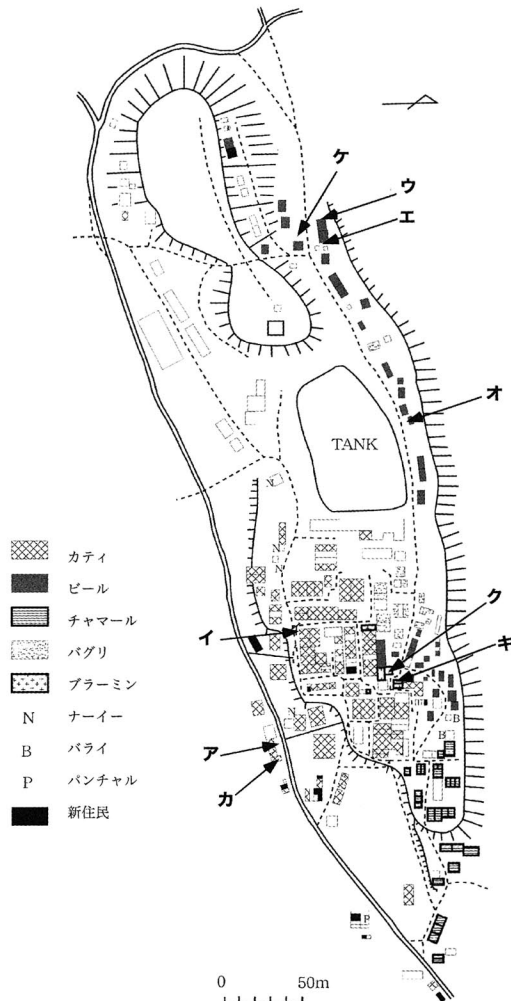 ケ
ウ
エ
オ
TANK
N
N
N
イ
ク
キ
B
B
N
ア
カ
P
カティ
ビール
チャマール
バグリ
ブラーミン
N ナーイー
B バライ
P パンチャル
新住民
0 50m